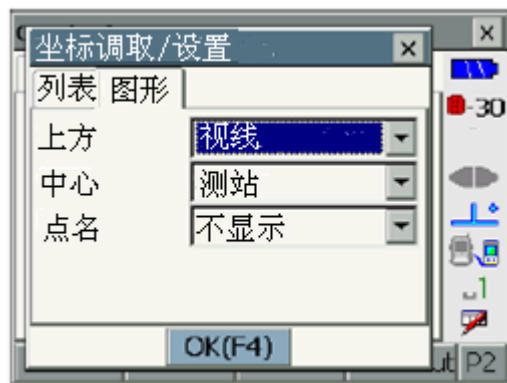 坐标调取/设置
列表 图形
上方 视线
中心 测站
点名 不显示
OK(F4)
-30
1
P2